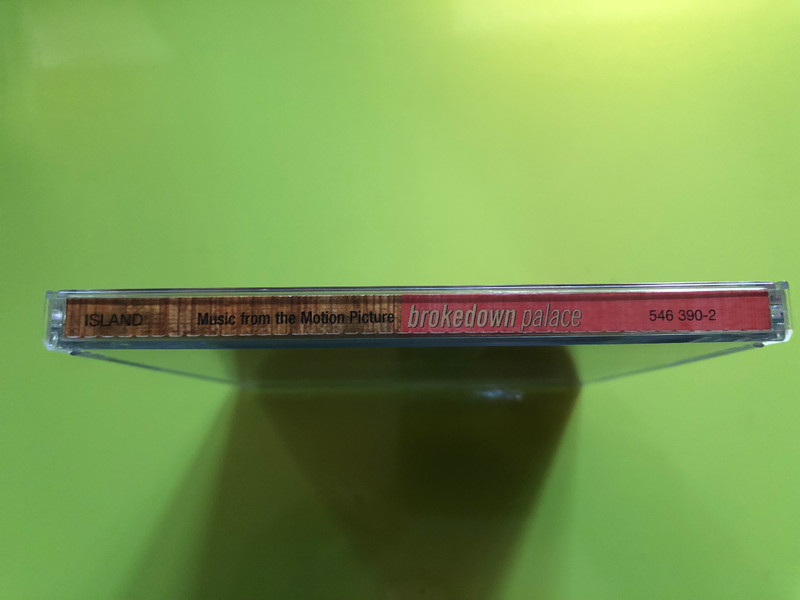 ISLAND Music from the Motion Picture brokedown palace 546 390-2